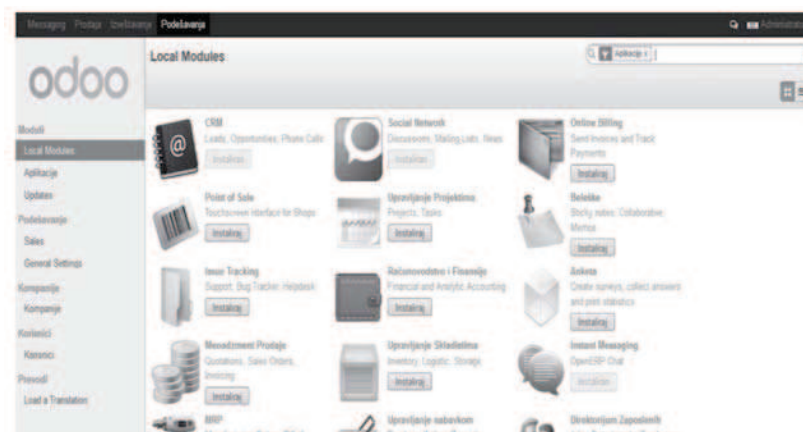 Messaging Prodaja Izveštavanje Podešavanja
Administrator
odoo
Local Modules
Aplikacije x
Moduli
Local Modules
Aplikacije
Updates
Podešavanje
Sales
General Settings
Kompanije
Kompanije
Korisnici
Korisnici
Prevodi
Load a Translation
CRM
Leads, Opportunities, Phone Calls
Instaliran
Social Network
Discussions, Mailing Lists, News
Instaliran
Online Billing
Send Invoices and Track
Payments
Instaliraj
Point of Sale
Touchscreen Interface for Shops
Instaliraj
Upravljanje Projektima
Projects, Tasks
Instaliraj
Beleške
Sticky notes, Collaborative,
Memos
Instaliraj
Issue Tracking
Support, Bug Tracker, Helpdesk
Instaliraj
Računovodstvo i Finansije
Financial and Analytic Accounting
Instaliraj
Anketa
Create surveys, collect answers
and print statistics
Instaliraj
Menadzment Prodaje
Quotations, Sales Orders,
Invoicing
Instaliraj
Upravljanje Skladištima
Inventory, Logistic, Storage
Instaliraj
Instant Messaging
OpenERP Chat
Instaliran
MRP
Upravljanje nabavkom
Direktorijum Zaposlenih